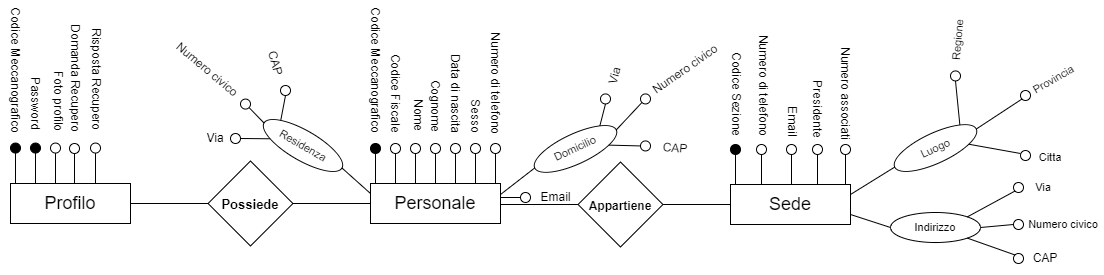 Codice Meccanografico
Password
Foto profilo
Domanda Recupero
Risposta Recupero
Profilo
Possiede
Numero civico
CAP
Via
Residenza
Codice Meccanografico
Codice Fiscale
Nome
Cognome
Data di nascita
Sesso
Numero di telefono
Personale
Via
Numero civico
CAP
Domicilio
Email
Appartiene
Codice Sezione
Numero di telefono
Email
Presidente
Numero associati
Sede
Regione
Provincia
Citta
Luogo
Indirizzo
Via
Numero civico
CAP